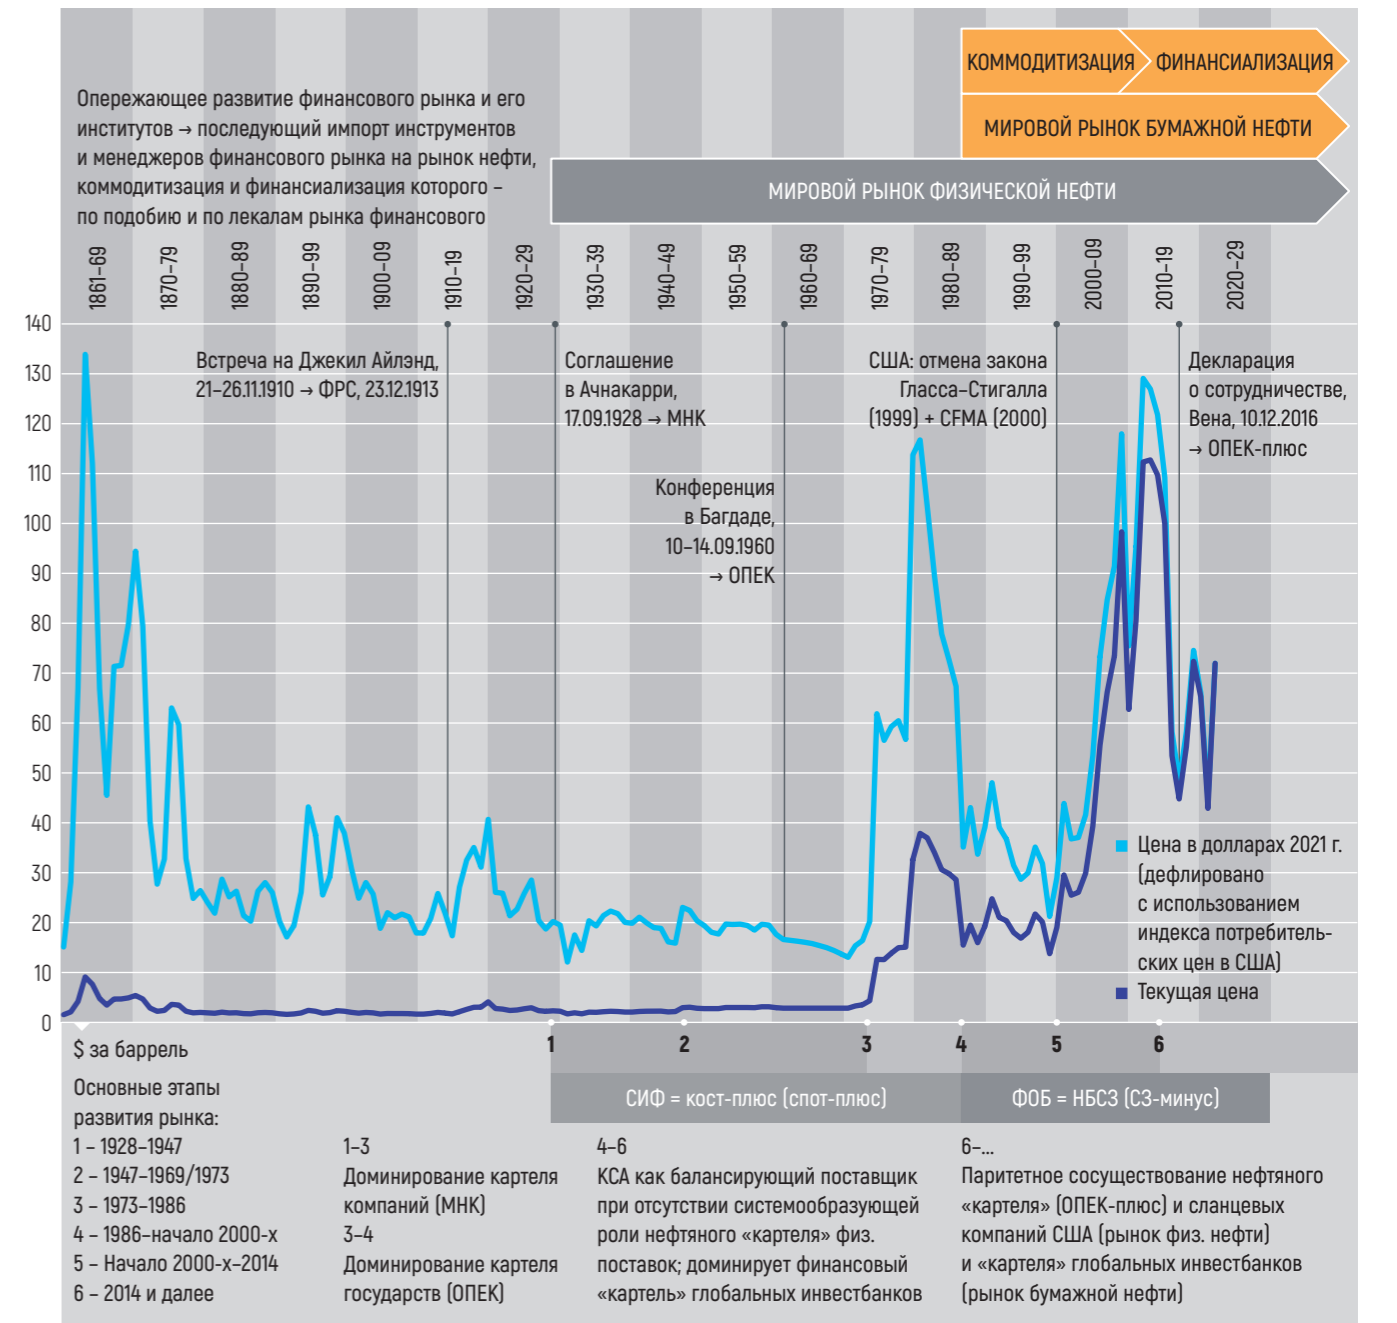 КОММОДИТИЗАЦИЯ
ФИНАНСИАЛИЗАЦИЯ
МИРОВОЙ РЫНОК БУМАЖНОЙ НЕФТИ
МИРОВОЙ РЫНОК ФИЗИЧЕСКОЙ НЕФТИ
Опережающее развитие финансового рынка и его
институтов → последующий импорт инструментов
и менеджеров финансового рынка на рынок нефти,
коммодитизация и финансиализация которого –
по подобию и по лекалам рынка финансового
1861–69
1870–79
1880–89
1890–99
1900–09
1910–19
1920–29
1930–39
1940–49
1950–59
1960–69
1970–79
1980–89
1990–99
2000–09
2010–19
2020–29
140
130
120
110
100
90
80
70
60
50
40
30
20
10
0
Встреча на Джекил Айлэнд,
21–26.11.1910 → ФРС, 23.12.1913
Соглашение
в Ачнакарри,
17.09.1928 → МНК
Конференция
в Багдаде,
10–14.09.1960
→ ОПЕК
США: отмена закона
Гласса–Стигалла
(1999) + CFMA (2000)
Декларация
о сотрудничестве,
Вена, 10.12.2016
→ ОПЕК-плюс
Цена в долларах 2021 г.
(дефлировано
с использованием
индекса потребитель-
ских цен в США)
Текущая цена
$ за баррель
1
2
3
4
5
6
СИФ = кост-плюс (спот-плюс)
ФОБ = НБСЗ (СЗ-минус)
Основные этапы
развития рынка:
1 – 1928–1947
2 – 1947–1969/1973
3 – 1973–1986
4 – 1986–начало 2000-х
5 – Начало 2000-х–2014
6 – 2014 и далее
1–3
Доминирование картеля
компаний (МНК)
3–4
Доминирование картеля
государств (ОПЕК)
4–6
КСА как балансирующий поставщик
при отсутствии системообразующей
роли нефтяного «картеля» физ.
поставок; доминирует финансовый
«картель» глобальных инвестбанков
6–...
Паритетное сосуществование нефтяного
«картеля» (ОПЕК-плюс) и сланцевых
компаний США (рынок физ. нефти)
и «картеля» глобальных инвестбанков
(рынок бумажной нефти)